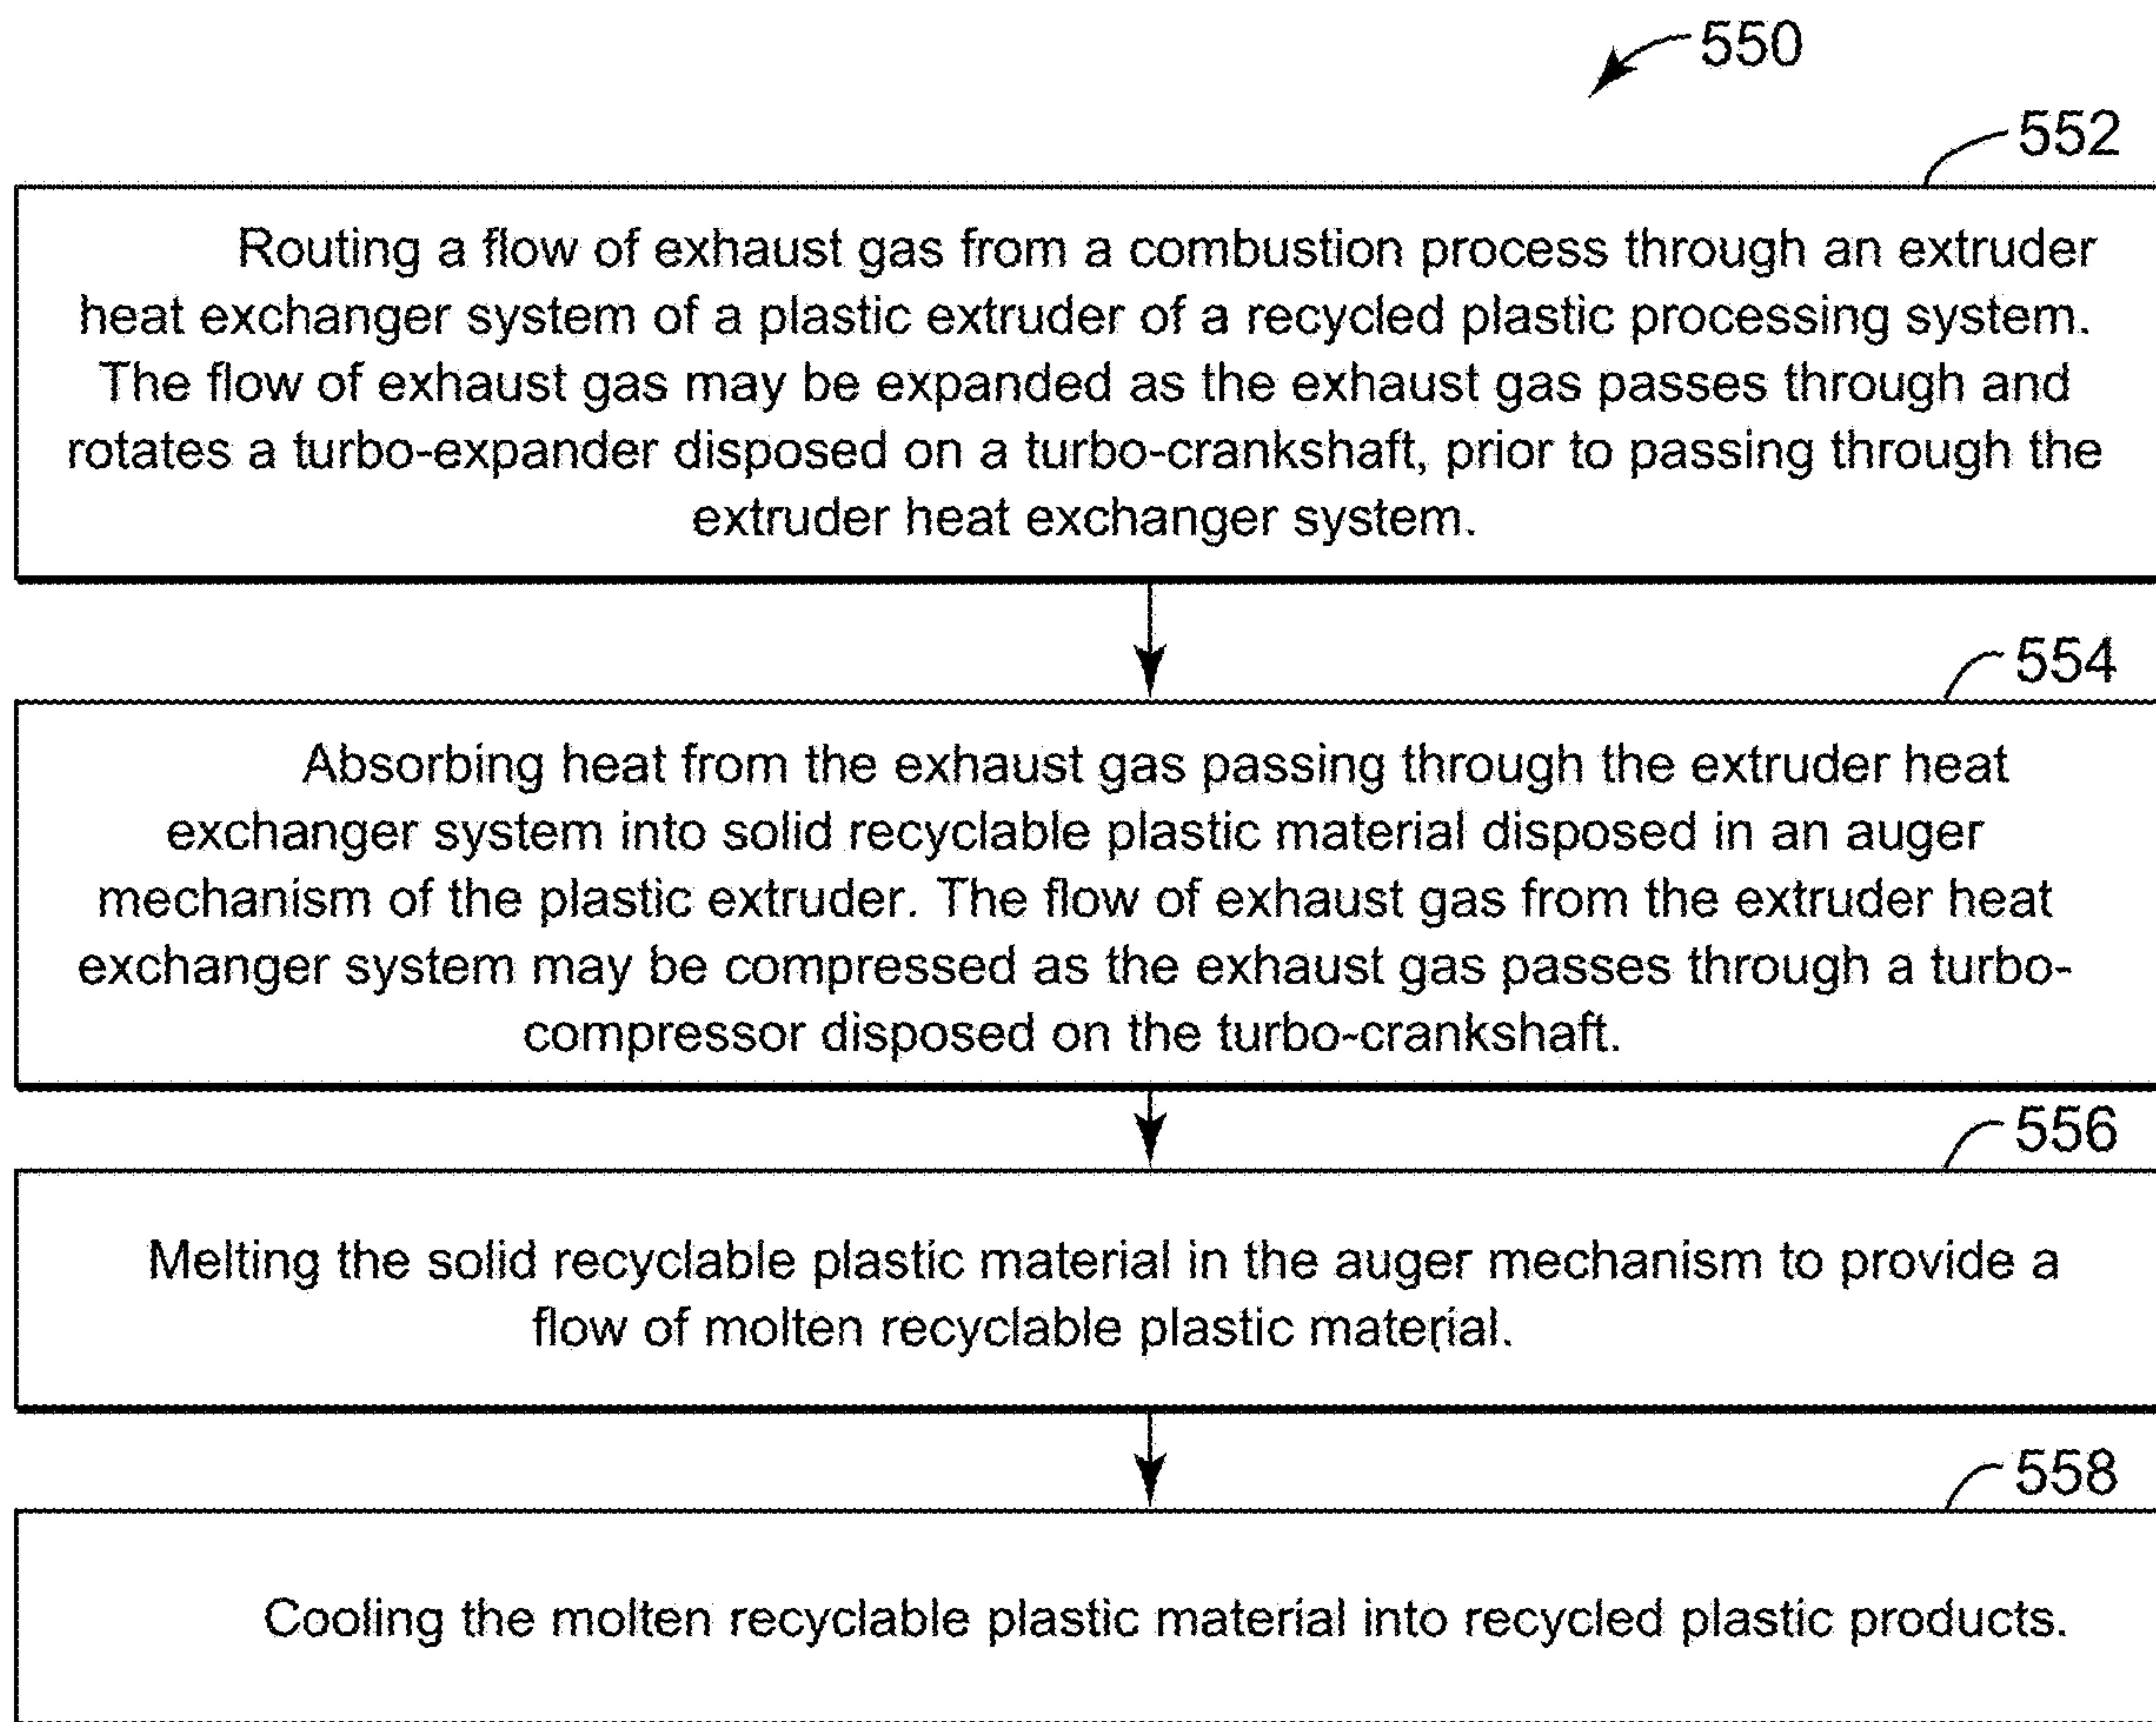 550
552
Routing a flow of exhaust gas from a combustion process through an extruder
heat exchanger system of a plastic extruder of a recycled plastic processing system.
The flow of exhaust gas may be expanded as the exhaust gas passes through and
rotates a turbo-expander disposed on a turbo-crankshaft, prior to passing through the
extruder heat exchanger system.
554
Absorbing heat from the exhaust gas passing through the extruder heat
exchanger system into solid recyclable plastic material disposed in an auger
mechanism of the plastic extruder. The flow of exhaust gas from the extruder heat
exchanger system may be compressed as the exhaust gas passes through a turbo-
compressor disposed on the turbo-crankshaft.
556
Melting the solid recyclable plastic material in the auger mechanism to provide a
flow of molten recyclable plastic material.
558
Cooling the molten recyclable plastic material into recycled plastic products.